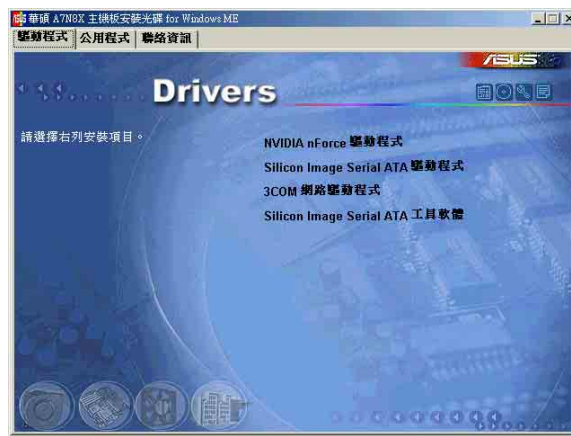 華碩 A7N8X 主機板安裝光碟 for Windows ME
驅動程式 公用程式 聯絡資訊
ASUS
Drivers
請選擇右列安裝項目。
NVIDIA nForce 驅動程式
Silicon Image Serial ATA 驅動程式
3COM 網路驅動程式
Silicon Image Serial ATA 工具軟體